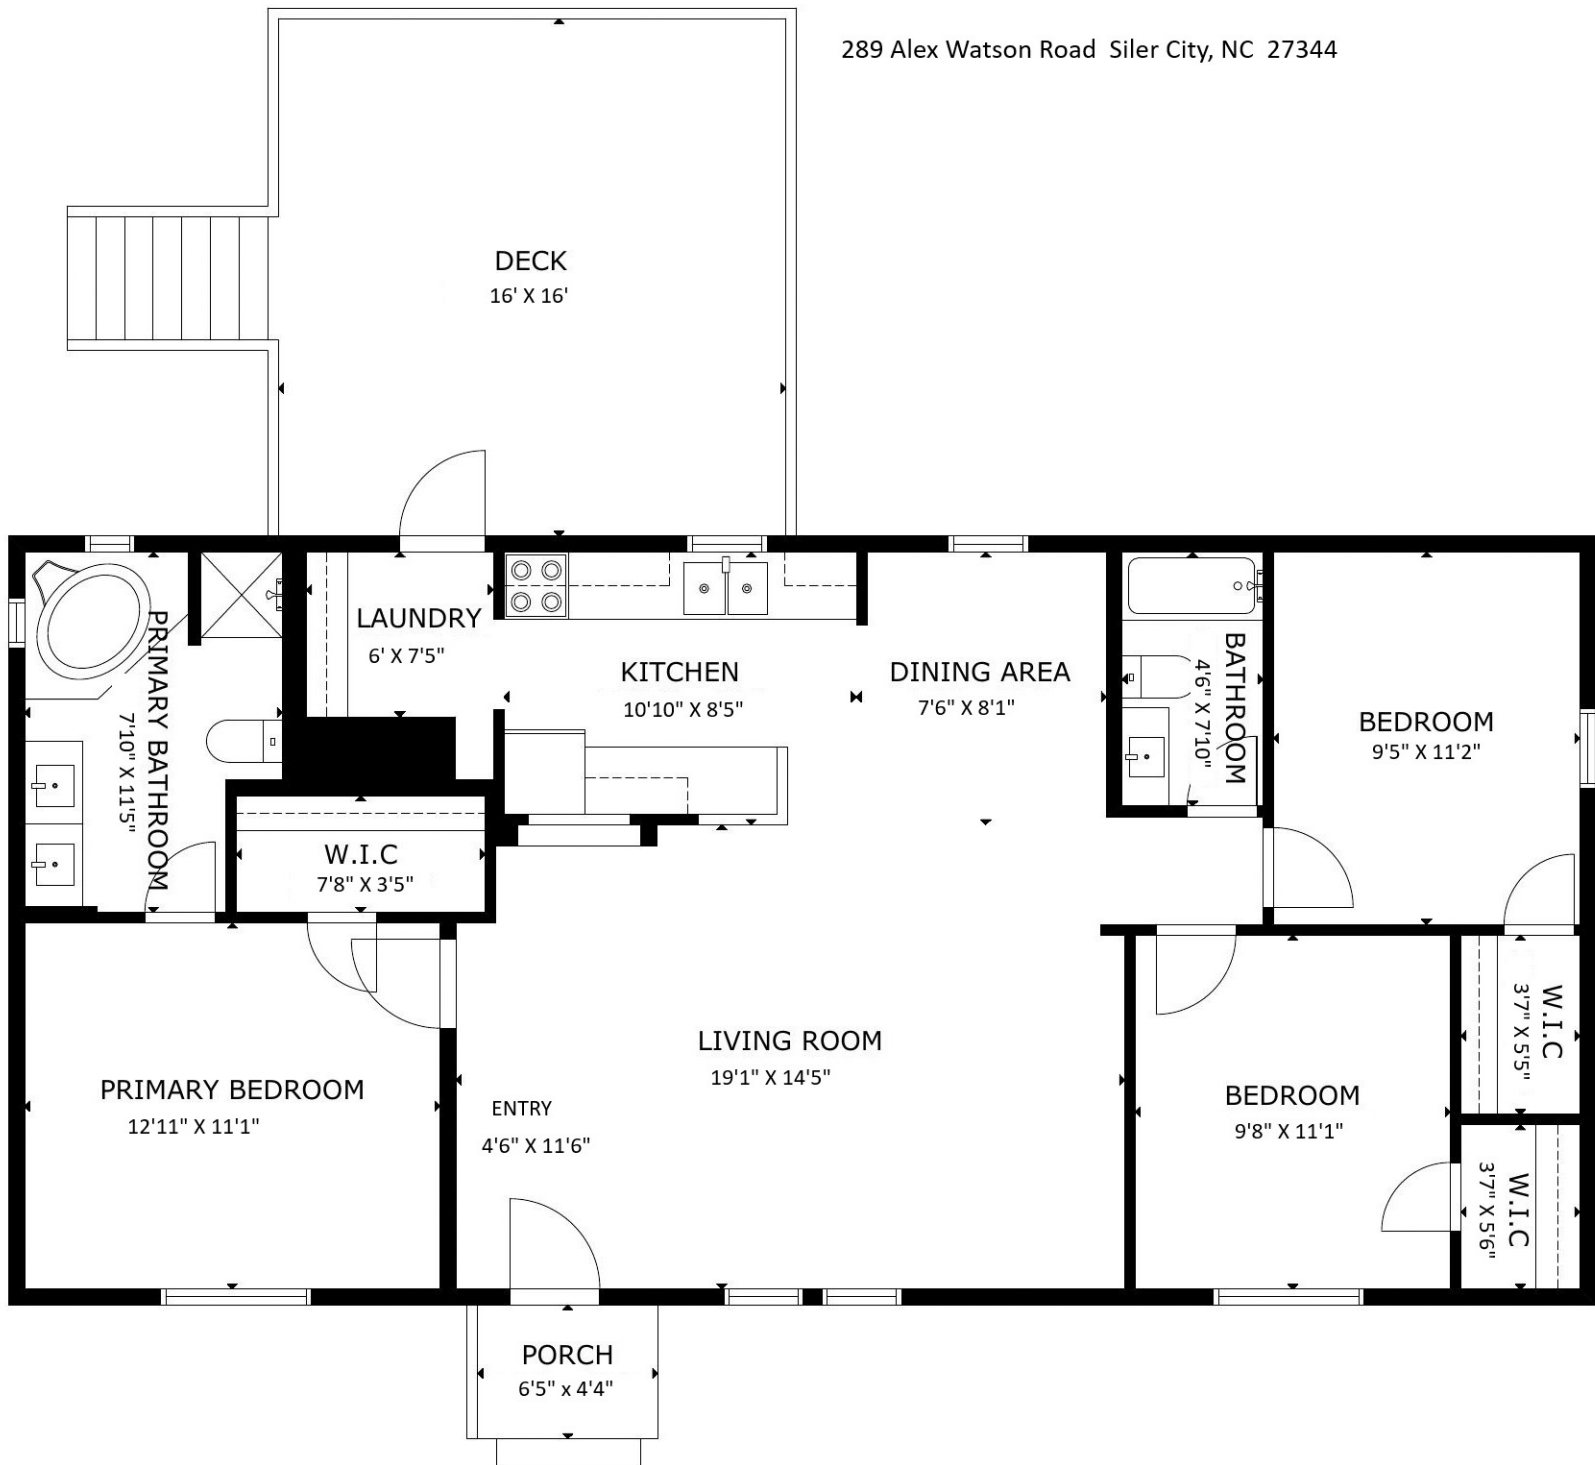 289 Alex Watson Road  Siler City, NC  27344
DECK
16' X 16'
LAUNDRY
6' X 7'5"
KITCHEN
10'10" X 8'5"
DINING AREA
7'6" X 8'1"
BATHROOM
4'6" X 7'10"
BEDROOM
9'5" X 11'2"
PRIMARY BATHROOM
7'10" X 11'5"
W.I.C
7'8" X 3'5"
LIVING ROOM
19'1" X 14'5"
PRIMARY BEDROOM
12'11" X 11'1"
ENTRY
4'6" X 11'6"
BEDROOM
9'8" X 11'1"
W.I.C
3'7" X 5'5"
W.I.C
3'7" X 5'6"
PORCH
6'5" x 4'4"